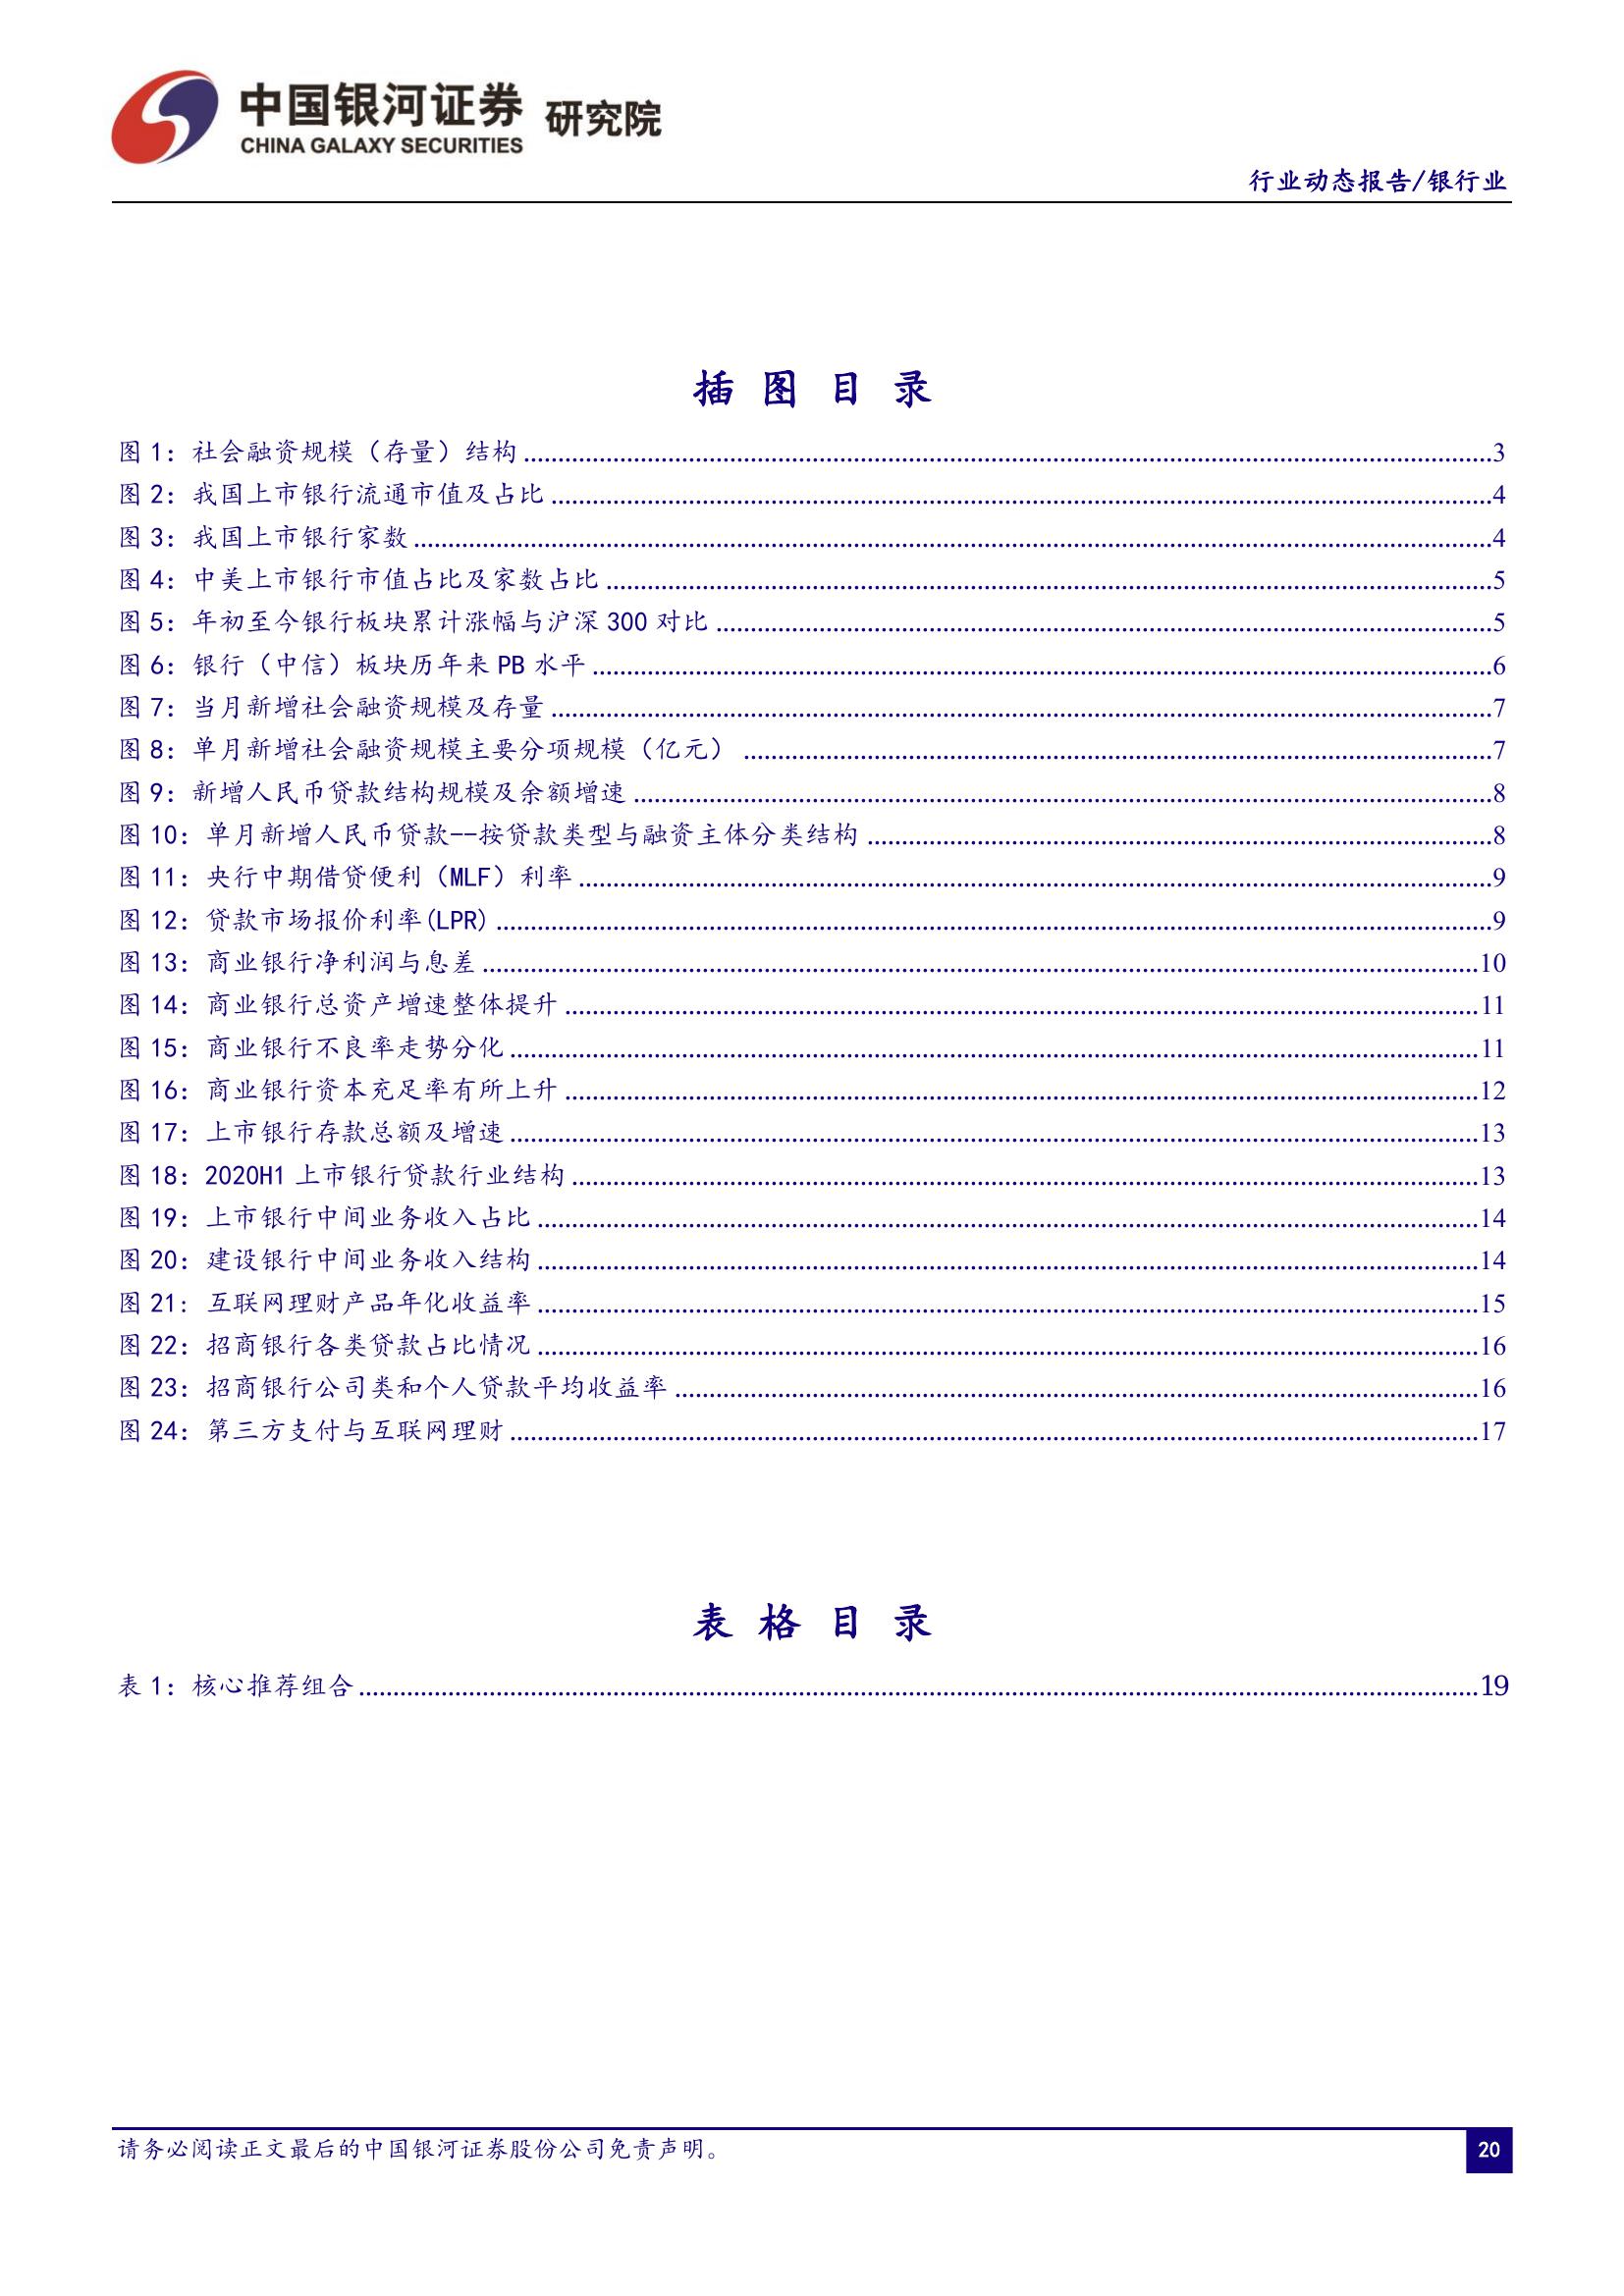 中国银河证券 研究院
CHINA GALAXY SECURITIES
行业动态报告/银行业
插 图 目 录
图 1：社会融资规模（存量）结构......3
图 2：我国上市银行流通市值及占比......4
图 3：我国上市银行家数......4
图 4：中美上市银行市值占比及家数占比......5
图 5：年初至今银行板块累计涨幅与沪深 300 对比......5
图 6：银行（中信）板块历年来 PB 水平......6
图 7：当月新增社会融资规模及存量......7
图 8：单月新增社会融资规模主要分项规模（亿元）......7
图 9：新增人民币贷款结构规模及余额增速......8
图 10：单月新增人民币贷款--按贷款类型与融资主体分类结构......8
图 11：央行中期借贷便利（MLF）利率......9
图 12：贷款市场报价利率(LPR)......9
图 13：商业银行净利润与息差......10
图 14：商业银行总资产增速整体提升......11
图 15：商业银行不良率走势分化......11
图 16：商业银行资本充足率有所上升......12
图 17：上市银行存款总额及增速......13
图 18：2020H1 上市银行贷款行业结构......13
图 19：上市银行中间业务收入占比......14
图 20：建设银行中间业务收入结构......14
图 21：互联网理财产品年化收益率......15
图 22：招商银行各类贷款占比情况......16
图 23：招商银行公司类和个人贷款平均收益率......16
图 24：第三方支付与互联网理财......17
表 格 目 录
表 1：核心推荐组合......19
请务必阅读正文最后的中国银河证券股份公司免责声明。
20